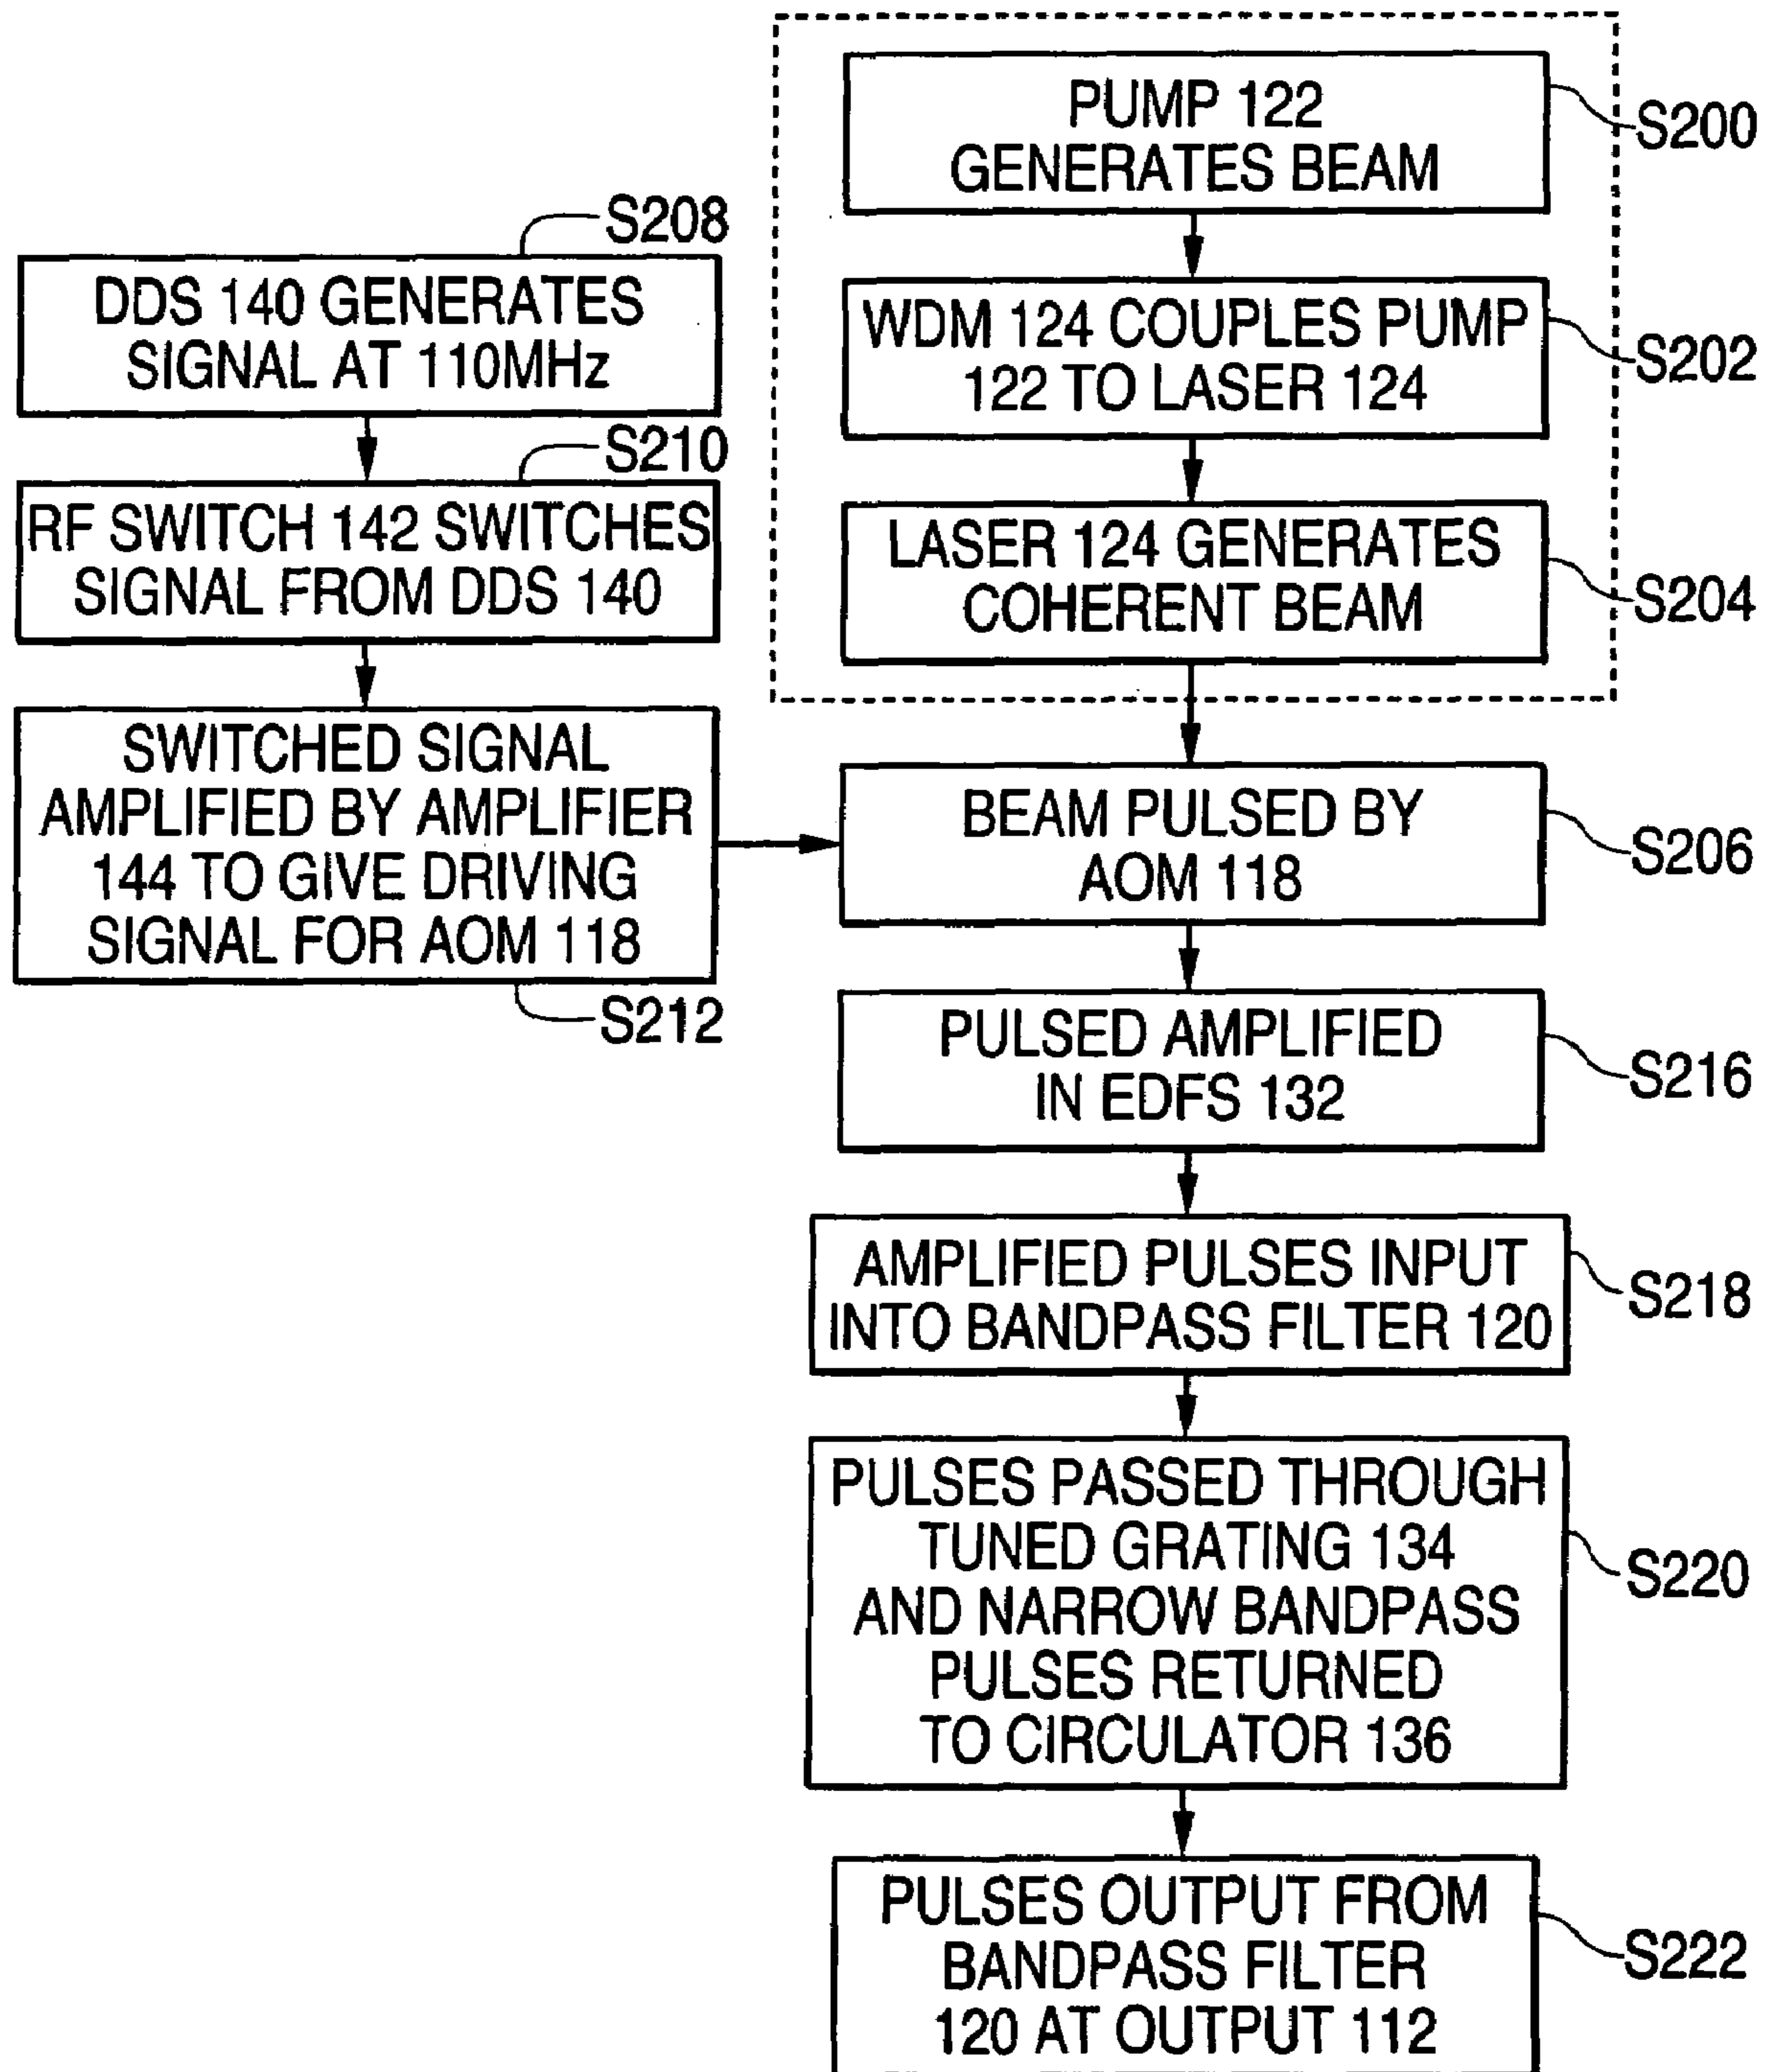 PUMP 122
GENERATES BEAM
S200
WDM 124 COUPLES PUMP
122 TO LASER 124
S202
LASER 124 GENERATES
COHERENT BEAM
S204
S208
DDS 140 GENERATES
SIGNAL AT 110MHz
S210
RF SWITCH 142 SWITCHES
SIGNAL FROM DDS 140
SWITCHED SIGNAL
AMPLIFIED BY AMPLIFIER
144 TO GIVE DRIVING
SIGNAL FOR AOM 118
S212
BEAM PULSED BY
AOM 118
S206
PULSED AMPLIFIED
IN EDFS 132
S216
AMPLIFIED PULSES INPUT
INTO BANDPASS FILTER 120
S218
PULSES PASSED THROUGH
TUNED GRATING 134
AND NARROW BANDPASS
PULSES RETURNED
TO CIRCULATOR 136
S220
PULSES OUTPUT FROM
BANDPASS FILTER
120 AT OUTPUT 112
S222